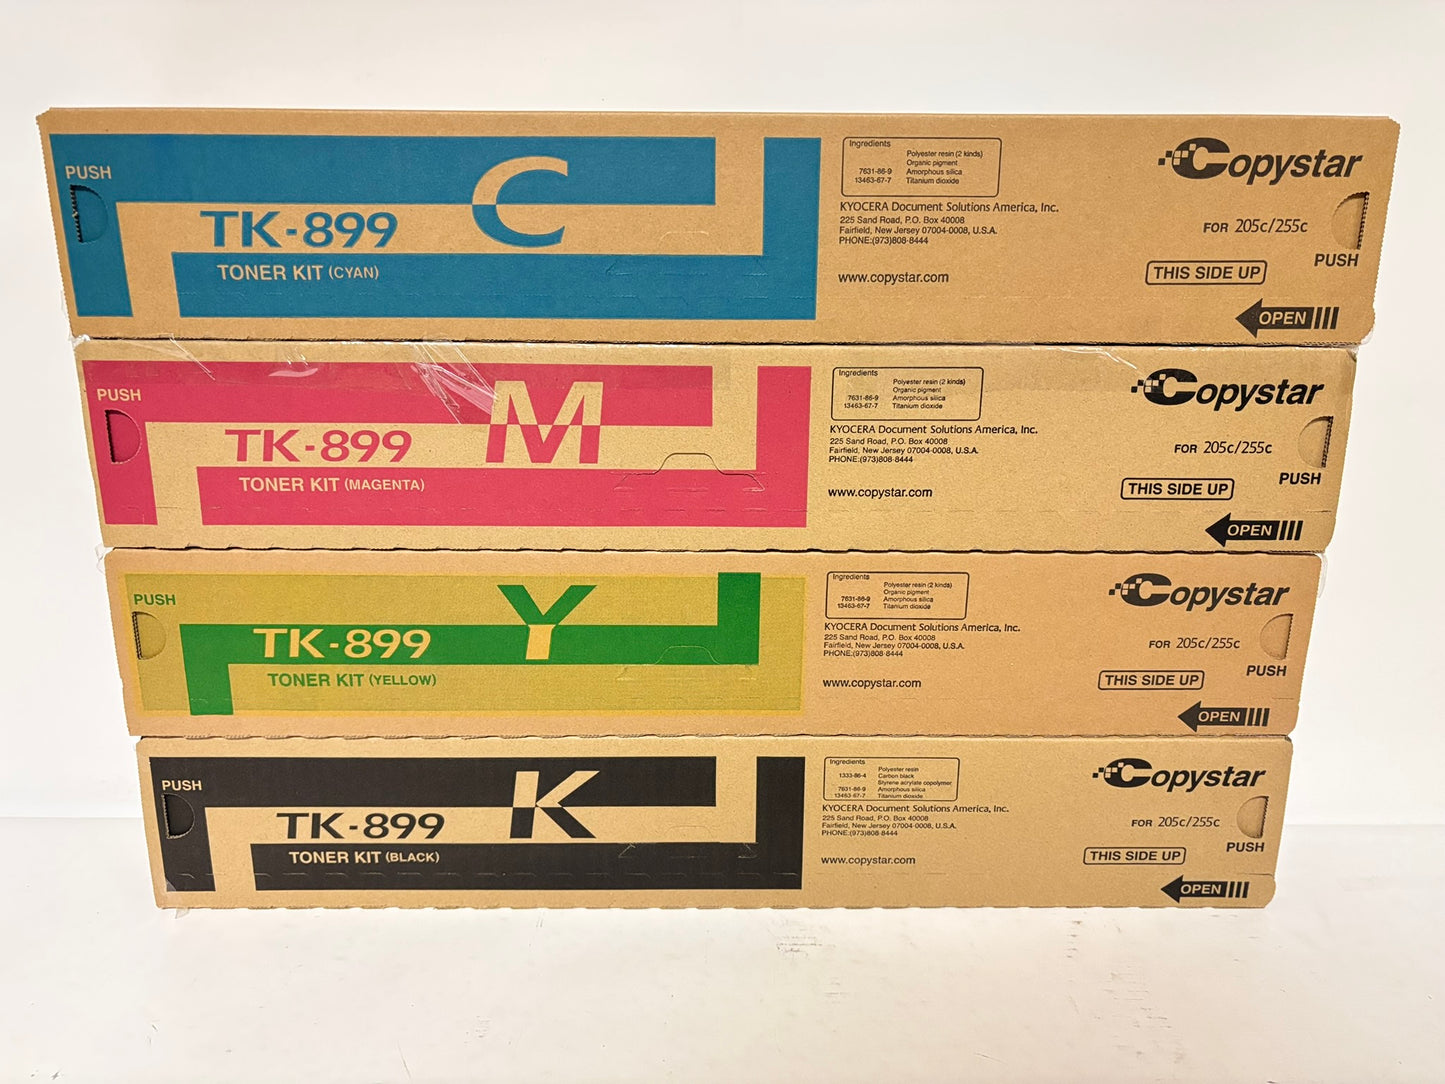 PUSH
C
TK-899
TONER KIT (CYAN)
Ingredients
Polyester resin (2 kinds)
Organic pigment
7631-86-9 Amorphous silica
13463-67-7 Titanium dioxide
KYOCERA Document Solutions America, Inc.
225 Sand Road, P.O. Box 40008
Fairfield, New Jersey 07004-0008, U.S.A.
PHONE:(973)808-8444
www.copystar.com
Copystar
FOR 205c/255c
PUSH
THIS SIDE UP
OPEN
PUSH
M
TK-899
TONER KIT (MAGENTA)
Ingredients
Polyester resin (2 kinds)
Organic pigment
7631-86-9 Amorphous silica
13463-67-7 Titanium dioxide
KYOCERA Document Solutions America, Inc.
225 Sand Road, P.O. Box 40008
Fairfield, New Jersey 07004-0008, U.S.A.
PHONE:(973)808-8444
www.copystar.com
Copystar
FOR 205c/255c
PUSH
THIS SIDE UP
OPEN
PUSH
Y
TK-899
TONER KIT (YELLOW)
Ingredients
Polyester resin (2 kinds)
Organic pigment
7631-86-9 Amorphous silica
13463-67-7 Titanium dioxide
KYOCERA Document Solutions America, Inc.
225 Sand Road, P.O. Box 40008
Fairfield, New Jersey 07004-0008, U.S.A.
PHONE:(973)808-8444
www.copystar.com
Copystar
FOR 205c/255c
PUSH
THIS SIDE UP
OPEN
PUSH
K
TK-899
TONER KIT (BLACK)
Ingredients
Polyester resin
1333-86-4 Carbon black
Styrene acrylate copolymer
7631-86-9 Amorphous silica
13463-67-7 Titanium dioxide
KYOCERA Document Solutions America, Inc.
225 Sand Road, P.O. Box 40008
Fairfield, New Jersey 07004-0008, U.S.A.
PHONE:(973)808-8444
www.copystar.com
Copystar
FOR 205c/255c
PUSH
THIS SIDE UP
OPEN